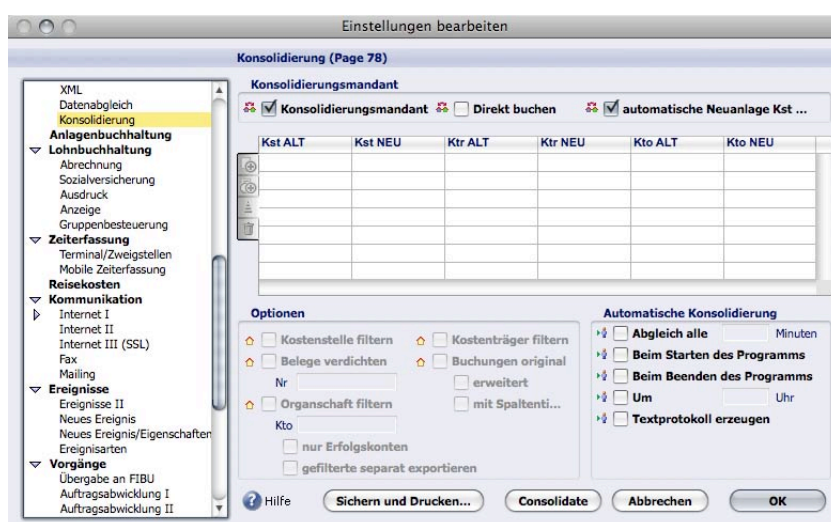 Einstellungen bearbeiten
Konsolidierung (Page 78)
XML
Datenabgleich
Konsolidierung
Anlagenbuchhaltung
Lohnbuchhaltung
Abrechnung
Sozialversicherung
Ausdruck
Anzeige
Gruppenbesteuerung
Zeiterfassung
Terminal/Zweigstellen
Mobile Zeiterfassung
Reisekosten
Kommunikation
Internet I
Internet II
Internet III (SSL)
Fax
Mailing
Ereignisse
Ereignisse II
Neues Ereignis
Neues Ereignis/Eigenschaften
Ereignisarten
Vorgänge
Übergabe an FIBU
Auftragsabwicklung I
Auftragsabwicklung II
Konsolidierungsmandant
Konsolidierungsmandant Direkt buchen automatische Neuanlage Kst ...
Kst ALT Kst NEU Ktr ALT Ktr NEU Kto ALT Kto NEU
Optionen
Kostenstelle filtern Kostenträger filtern
Belege verdichten Buchungen original
Nr erweitert
Organschaft filtern mit Spaltenti...
Kto
nur Erfolgskonten
gefilterte separat exportieren
Automatische Konsolidierung
Abgleich alle Minuten
Beim Starten des Programms
Beim Beenden des Programms
Um Uhr
Textprotokoll erzeugen
Hilfe Sichern und Drucken... Consolidate Abbrechen OK